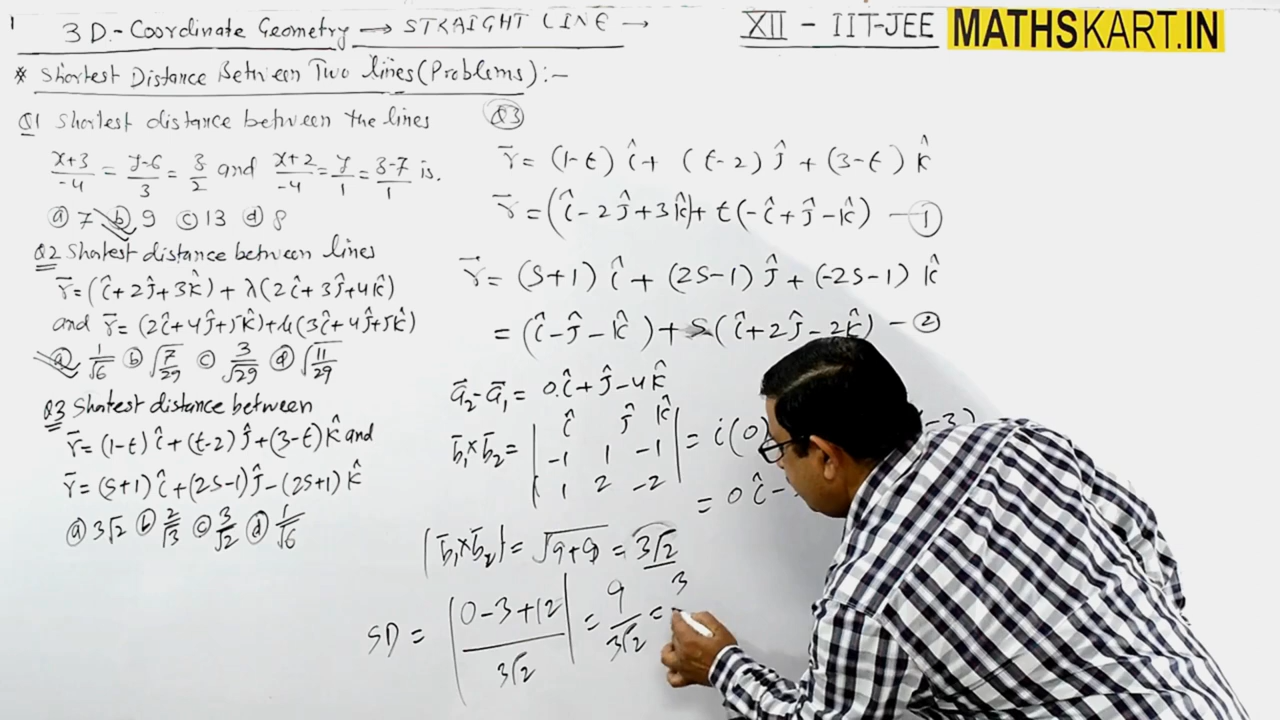 1 3D.- Coordinate Geometry → STRAIGHT LINE →
XII - IIT-JEE
MATHSKART.IN
* Shortest Distance Between Two lines (Problems) :-
Q1 Shortest distance between the lines
x+3/-4 = y-6/3 = z/2 and x+2/-4 = y/1 = z-7/1 is.
ⓐ 7 ⓑ 9 ⓒ 13 ⓓ 8
Q2 Shortest distance between lines
r̄ = (î+2ĵ+3k̂) + λ(2î+3ĵ+4k̂)
and r̄ = (2î+4ĵ+5k̂)+μ(3î+4ĵ+5k̂)
ⓐ 1/√6 ⓑ √7/29 ⓒ 3/√29 ⓓ √11/29
Q3 Shortest distance between
r̄ = (1-t)î+(t-2)ĵ+(3-t)k̂ and
r̄ = (s+1)î+(2s-1)ĵ-(2s+1)k̂
ⓐ 3√2 ⓑ 2/√3 ⓒ 3/√2 ⓓ 1/√6
Q3
r̄ = (1-t) î + (t-2) ĵ + (3-t) k̂
r̄ = (î-2ĵ+3k̂)+ t(-î+ĵ-k̂) — ①
r̄ = (s+1) î + (2s-1) ĵ + (-2s-1) k̂
= (î-ĵ-k̂) + s(î+2ĵ-2k̂) — ②
ā₂-ā₁ = 0î+ĵ-4k̂
b̄₁×b̄₂ = | î ĵ k̂ | = i(0) -3)
| -1 1 -1 |
| 1 2 -2 |
= 0î-
|b̄₁×b̄₂| = √9+9 = 3√2
SD = |0-3+12/3√2| = 9/3√2 = 3